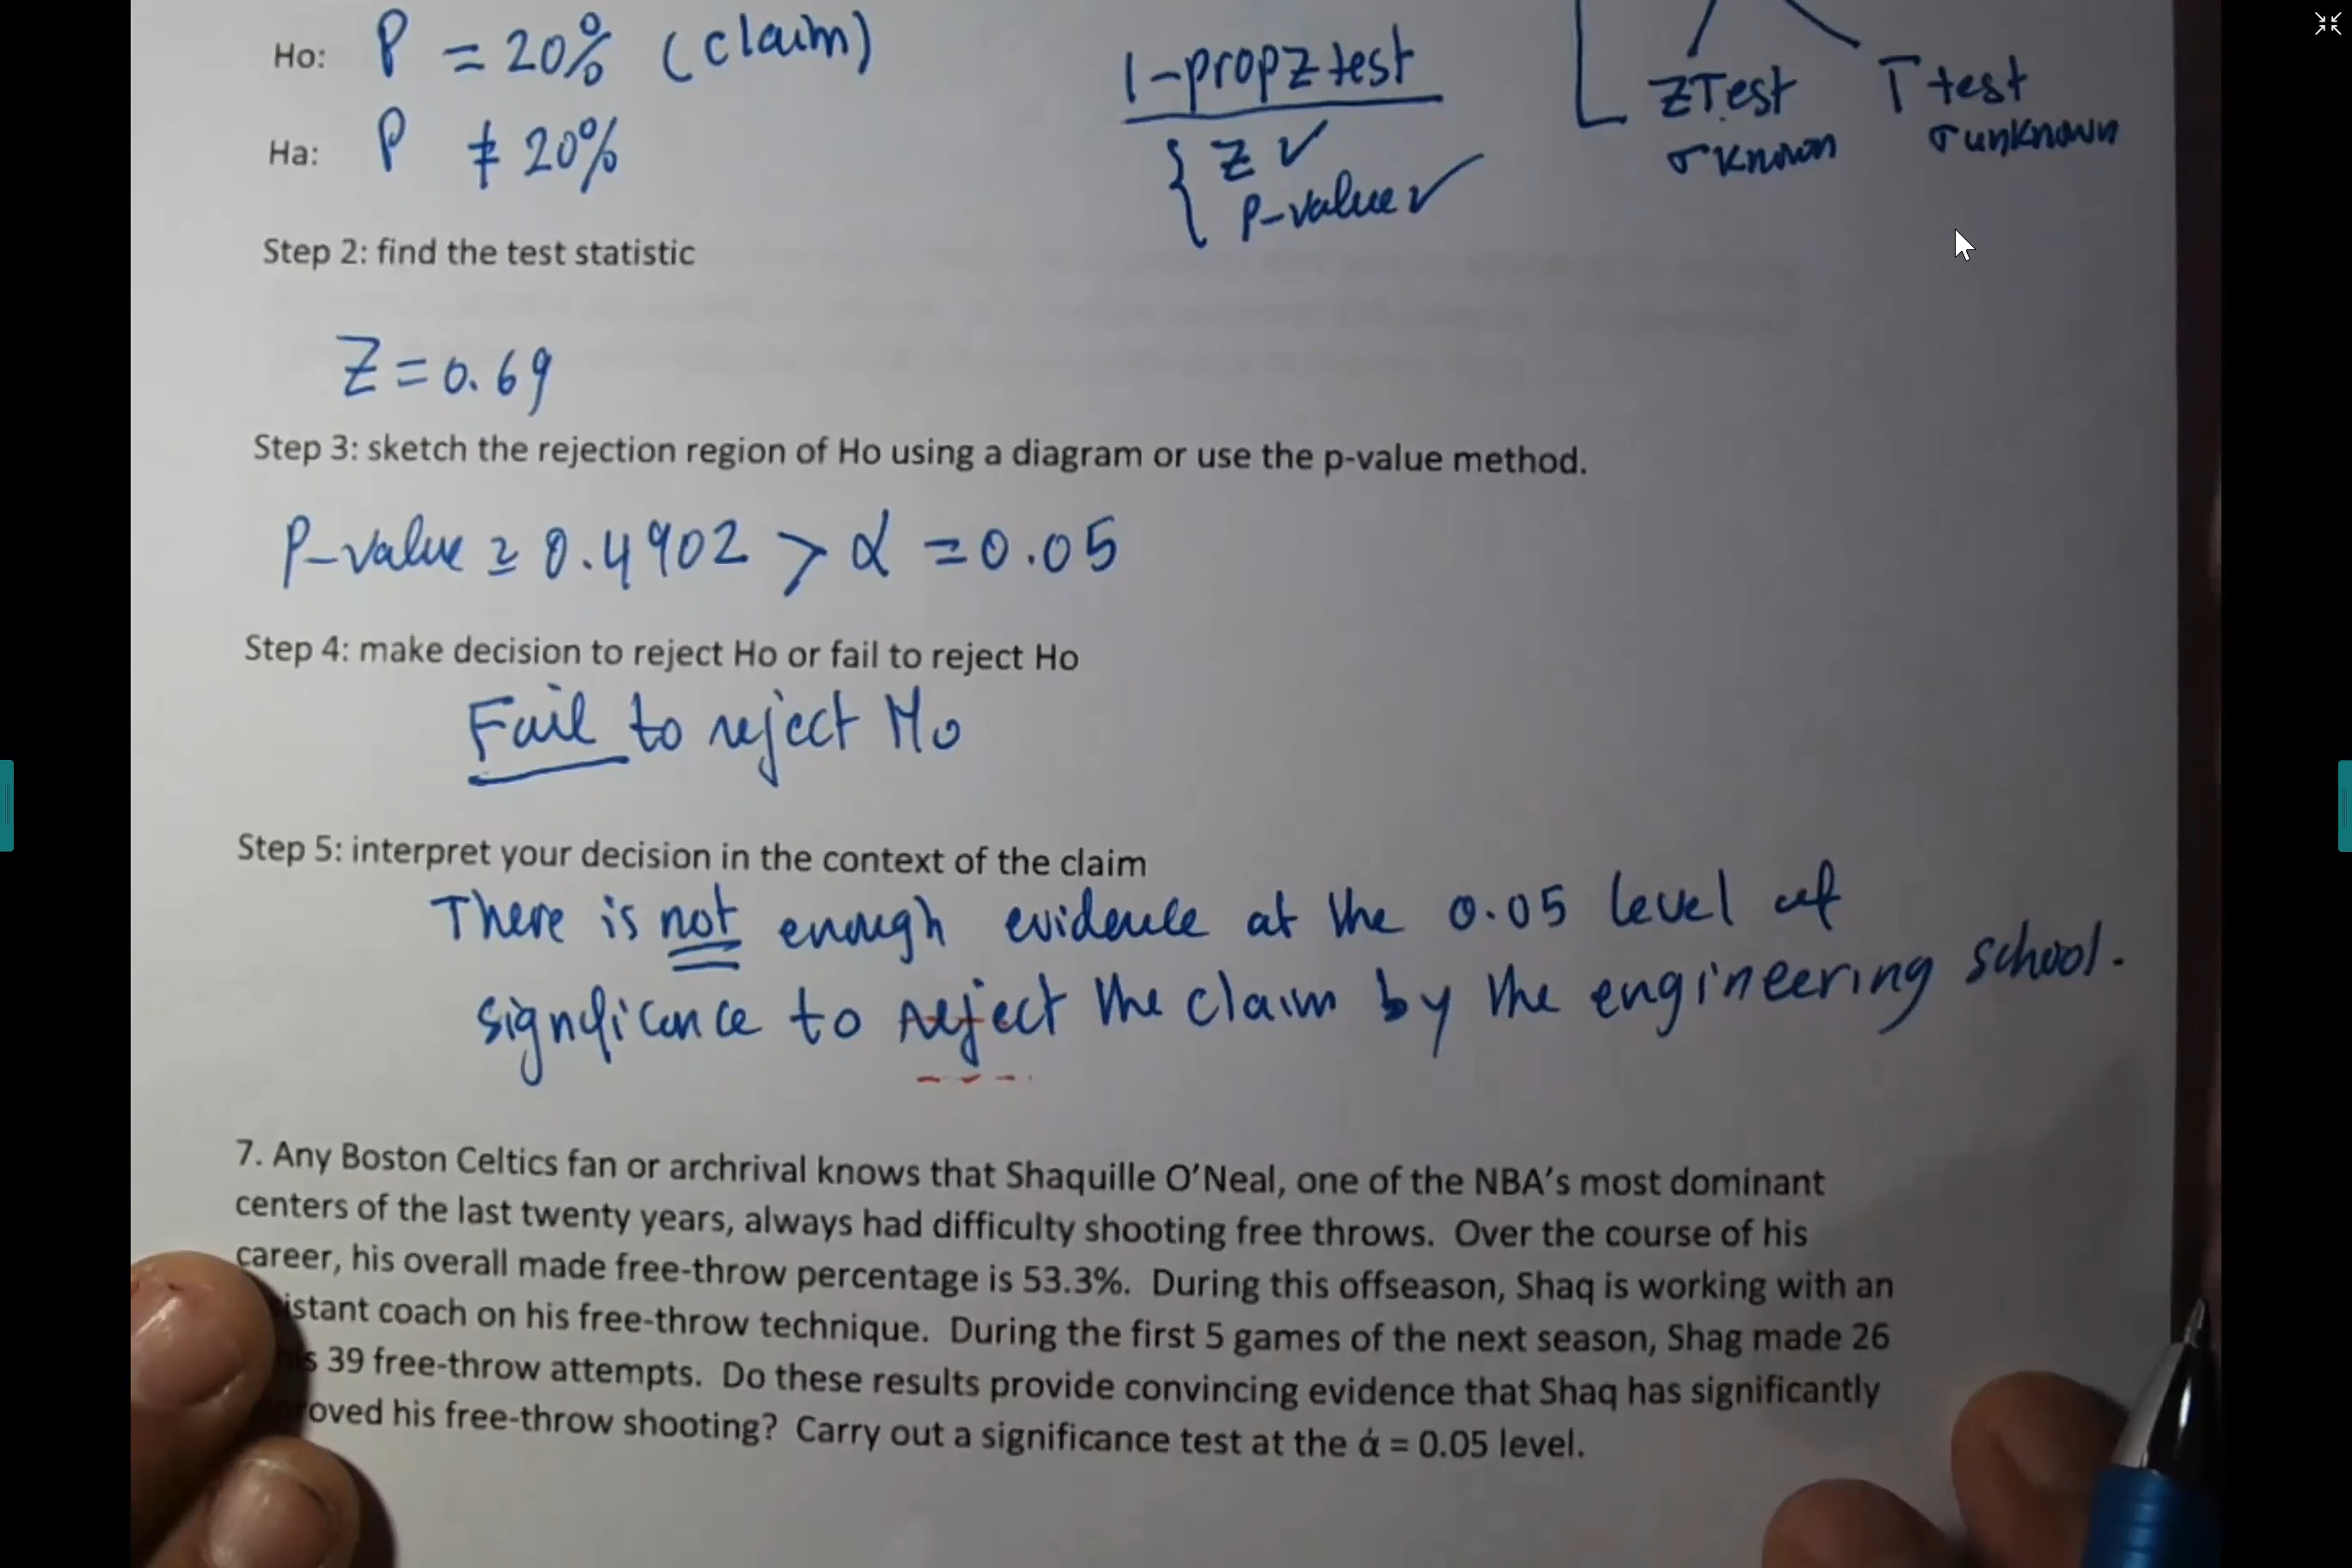 Ho: P = 20% (claim)
1-propZtest
ZTest
T test
σ known
σ unknown
Ha: P ≠ 20%
{ Z ✓
P-value ✓
Step 2: find the test statistic
Z = 0.69
Step 3: sketch the rejection region of Ho using a diagram or use the p-value method.
P-value ≥ 0.4902 > α = 0.05
Step 4: make decision to reject Ho or fail to reject Ho
Fail to reject Ho
Step 5: interpret your decision in the context of the claim
There is not enough evidence at the 0.05 level of
significance to reject the claim by the engineering school.
7. Any Boston Celtics fan or archrival knows that Shaquille O'Neal, one of the NBA's most dominant
centers of the last twenty years, always had difficulty shooting free throws. Over the course of his
career, his overall made free-throw percentage is 53.3%. During this offseason, Shaq is working with an
coach on his free-throw technique. During the first 5 games of the next season, Shag made 26
39 free-throw attempts. Do these results provide convincing evidence that Shaq has significantly
his free-throw shooting? Carry out a significance test at the ά = 0.05 level.